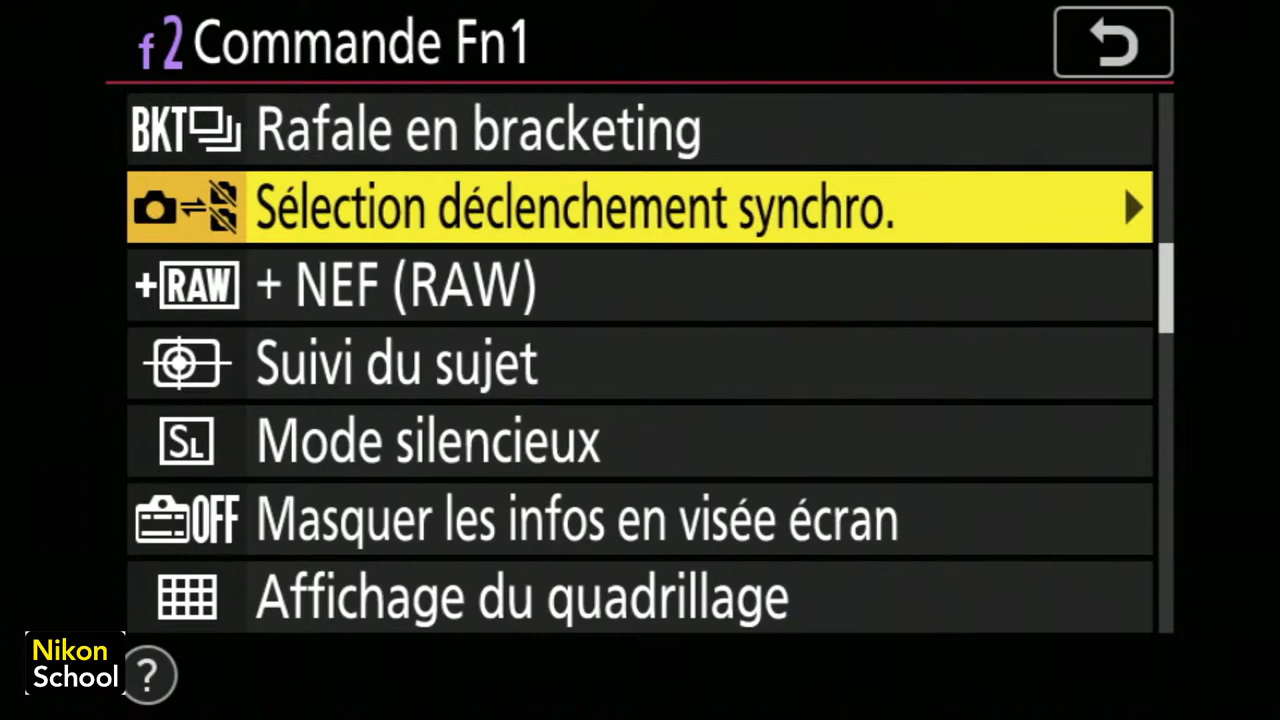 f2 Commande Fn1
BKT Rafale en bracketing
Sélection déclenchement synchro.
+RAW + NEF (RAW)
Suivi du sujet
SL Mode silencieux
OFF Masquer les infos en visée écran
Affichage du quadrillage
Nikon
School
?